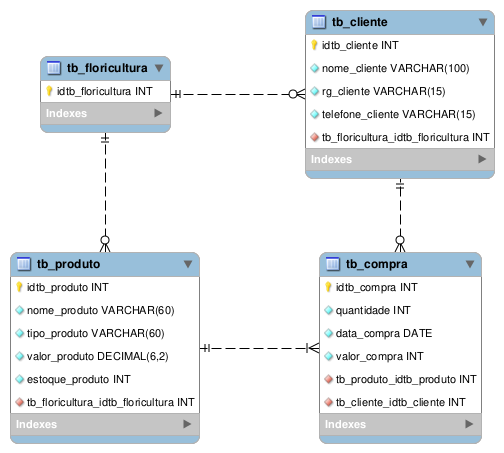 tb_floricultura
idtb_floricultura INT
Indexes
tb_cliente
idtb_cliente INT
nome_cliente VARCHAR(100)
rg_cliente VARCHAR(15)
telefone_cliente VARCHAR(15)
tb_floricultura_idtb_floricultura INT
Indexes
tb_produto
idtb_produto INT
nome_produto VARCHAR(60)
tipo_produto VARCHAR(60)
valor_produto DECIMAL(6,2)
estoque_produto INT
tb_floricultura_idtb_floricultura INT
Indexes
tb_compra
idtb_compra INT
quantidade INT
data_compra DATE
valor_compra INT
tb_produto_idtb_produto INT
tb_cliente_idtb_cliente INT
Indexes